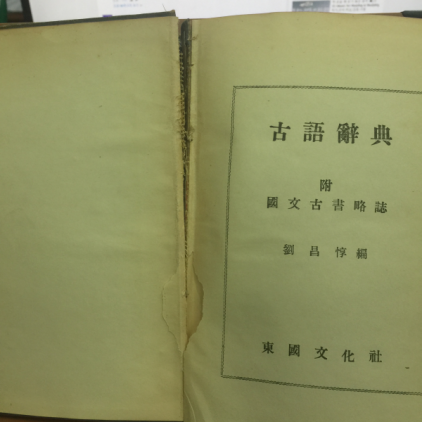 古語辭典
附
國文古書略誌
劉昌惇編
東國文化社